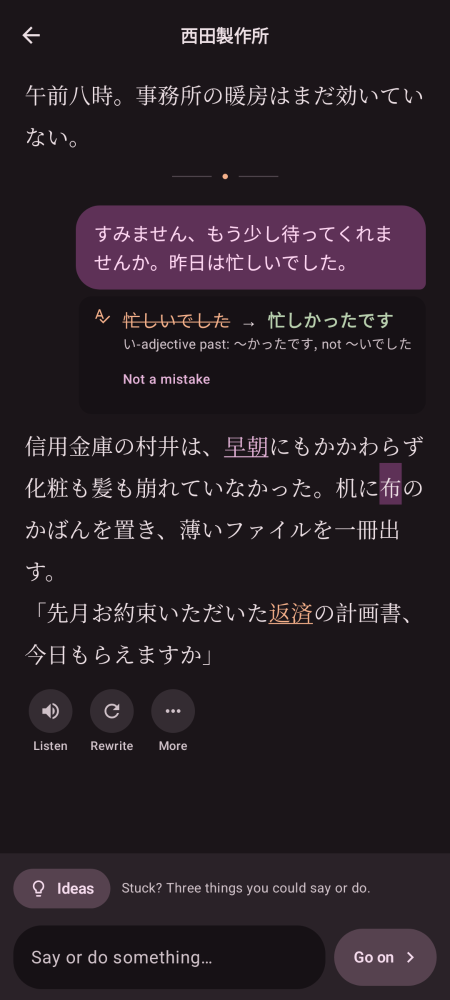 西田製作所
午前八時。事務所の暖房はまだ効いてい
ない。
すみません、もう少し待ってくれま
せんか。昨日は忙しいでした。
忙しいでした → 忙しかったです
い-adjective past: 〜かったです, not 〜いでした
Not a mistake
信用金庫の村井は、早朝にもかかわらず
化粧も髪も崩れていなかった。机に布の
かばんを置き、薄いファイルを一冊出
す。
「先月お約束いただいた返済の計画書、
今日もらえますか」
Listen Rewrite More
Ideas Stuck? Three things you could say or do.
Say or do something… Go on